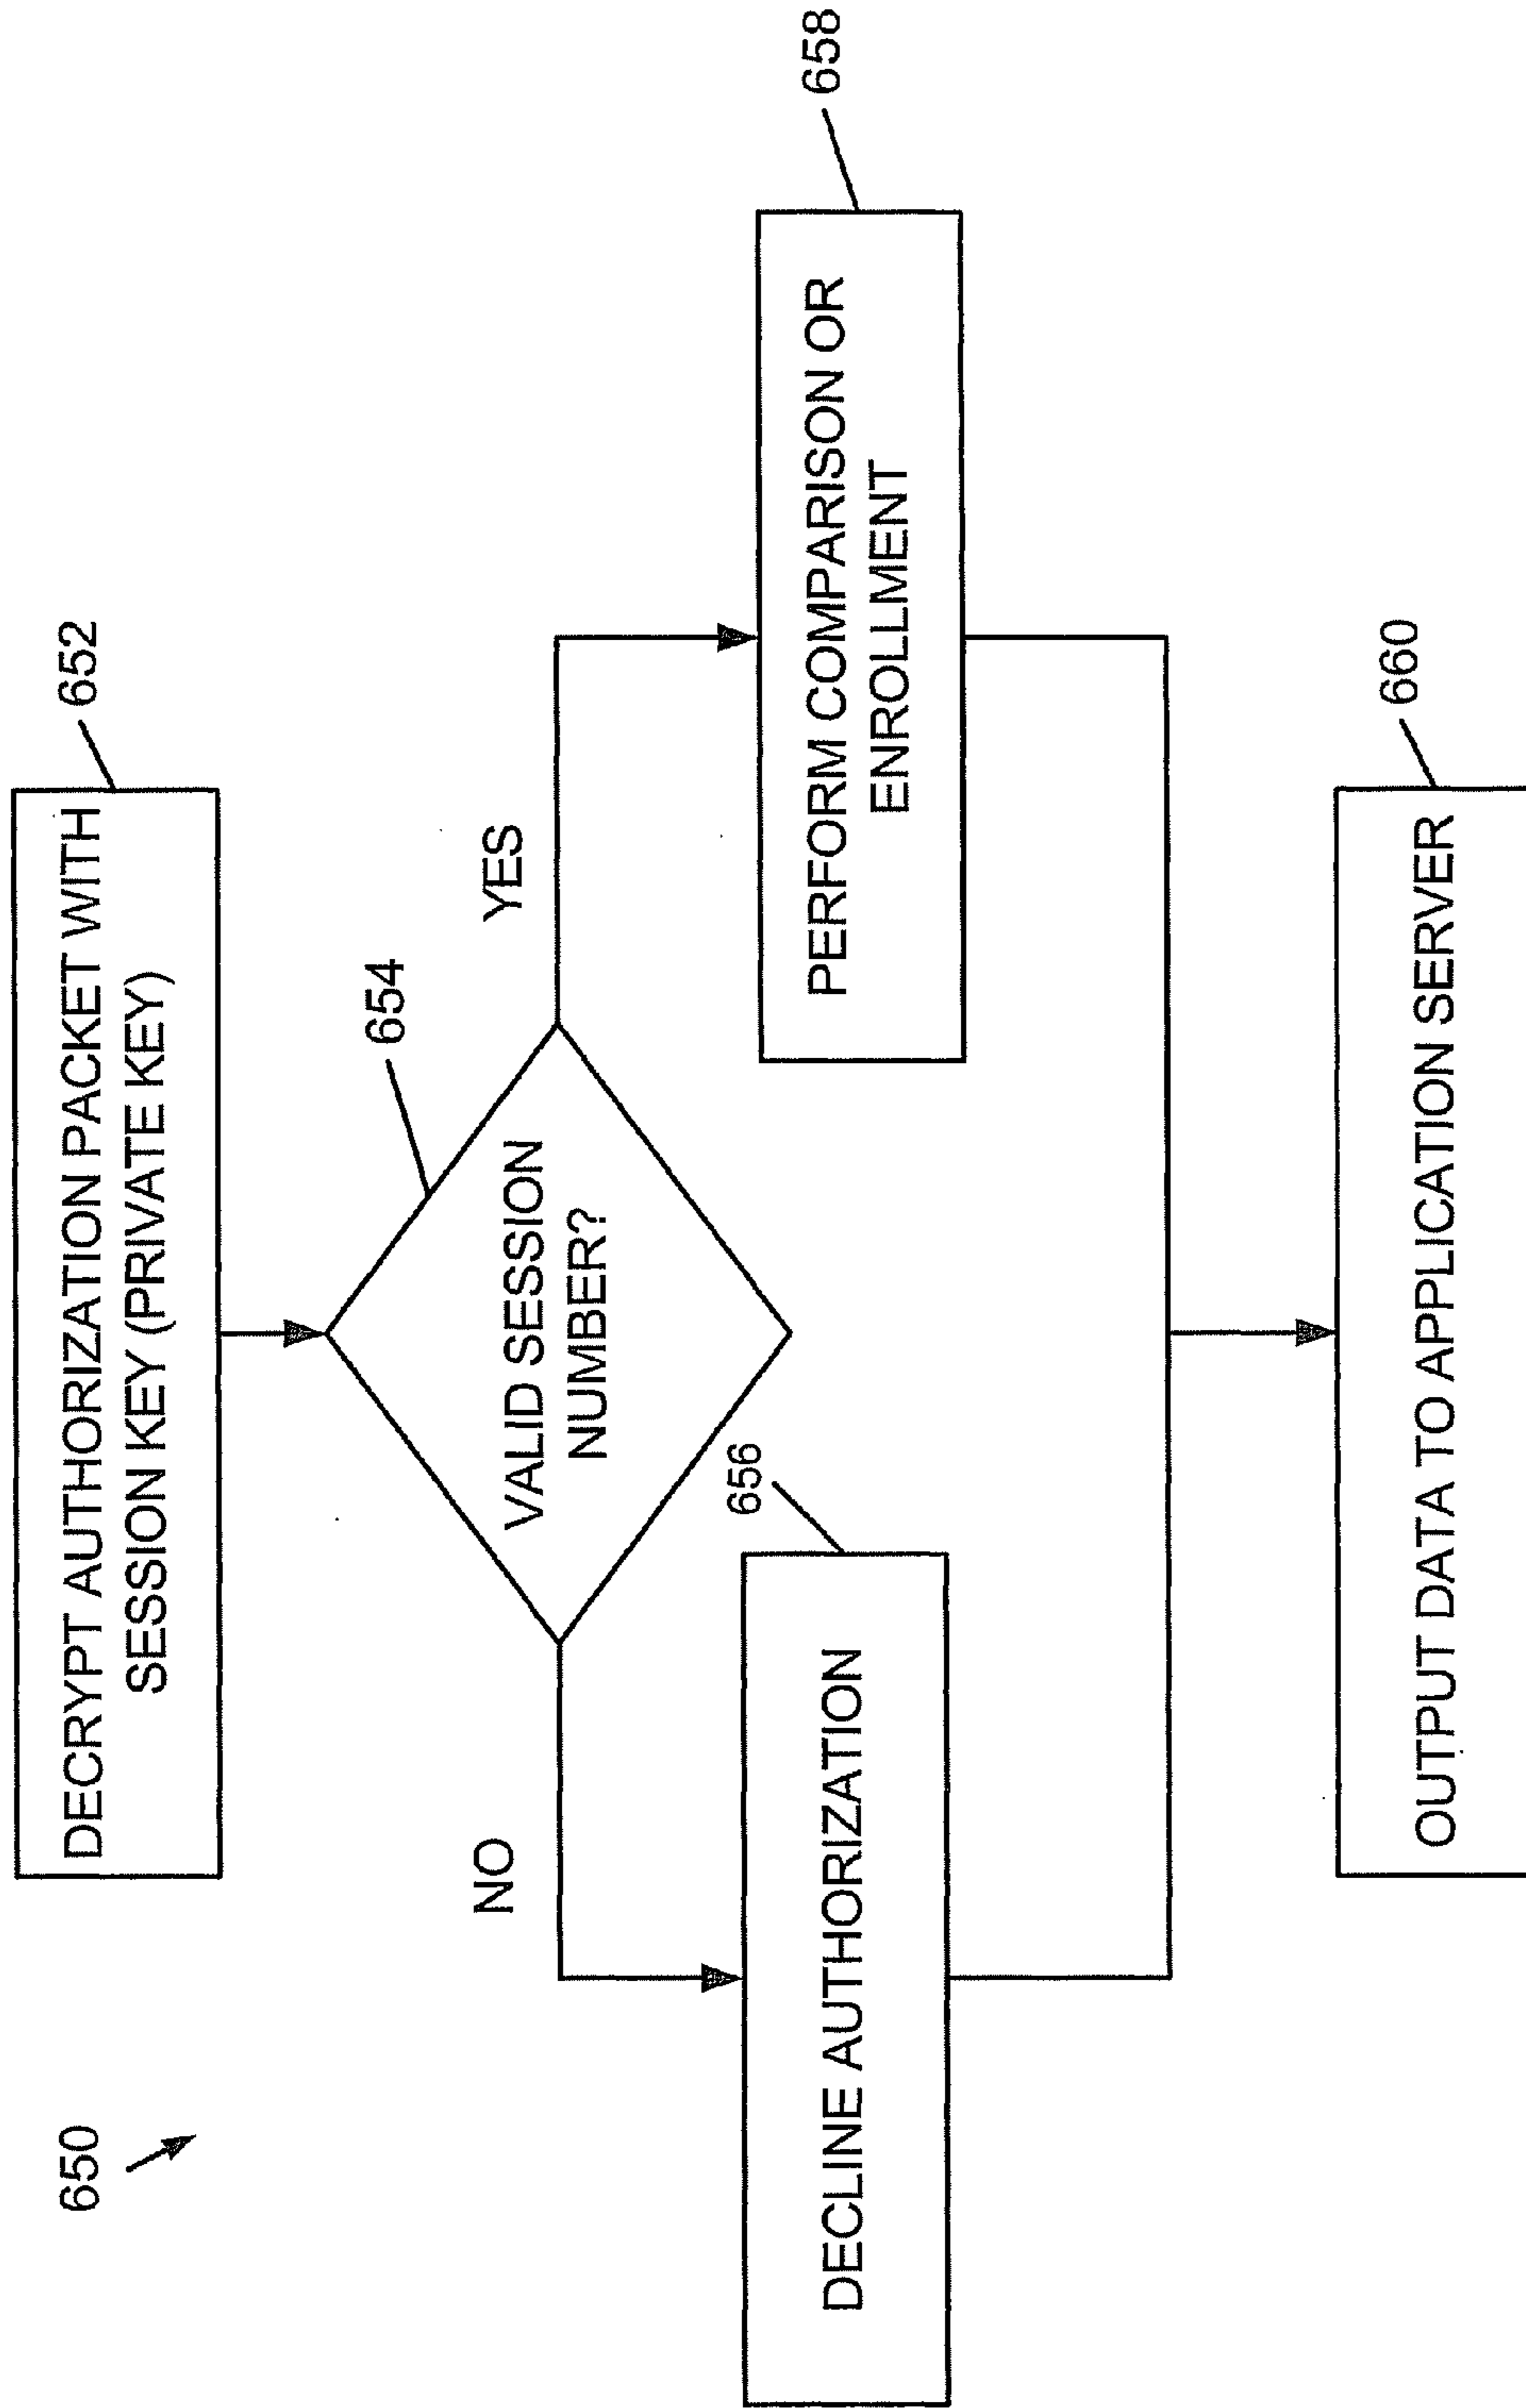 650
652
DECRYPT AUTHORIZATION PACKET WITH
SESSION KEY (PRIVATE KEY)
654
VALID SESSION
NUMBER?
NO
YES
656
DECLINE AUTHORIZATION
658
PERFORM COMPARISON OR
ENROLLMENT
660
OUTPUT DATA TO APPLICATION SERVER